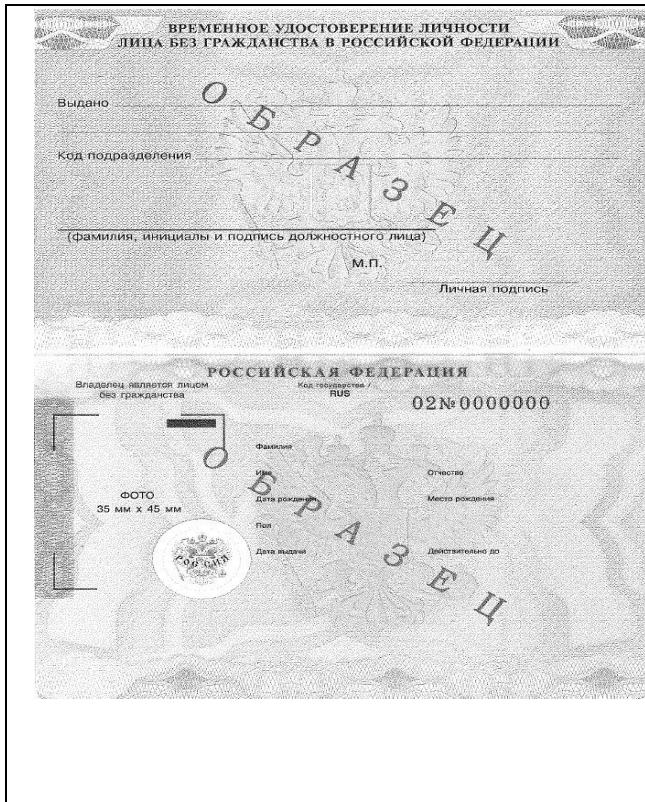 ВРЕМЕННОЕ УДОСТОВЕРЕНИЕ ЛИЧНОСТИ
ЛИЦА БЕЗ ГРАЖДАНСТВА В РОССИЙСКОЙ ФЕДЕРАЦИИ
Выдано
Код подразделения
ОБРАЗЕЦ
(фамилия, инициалы и подпись должностного лица)
М.П.
Личная подпись
РОССИЙСКАЯ ФЕДЕРАЦИЯ
Владелец является лицом
без гражданства
Код государства /
RUS
02№0000000
ФОТО
35 мм х 45 мм
Фамилия
Имя
Отчество
Дата рождения
Место рождения
Пол
Дата выдачи
Действительно до
РОССИЯ
ОБРАЗЕЦ